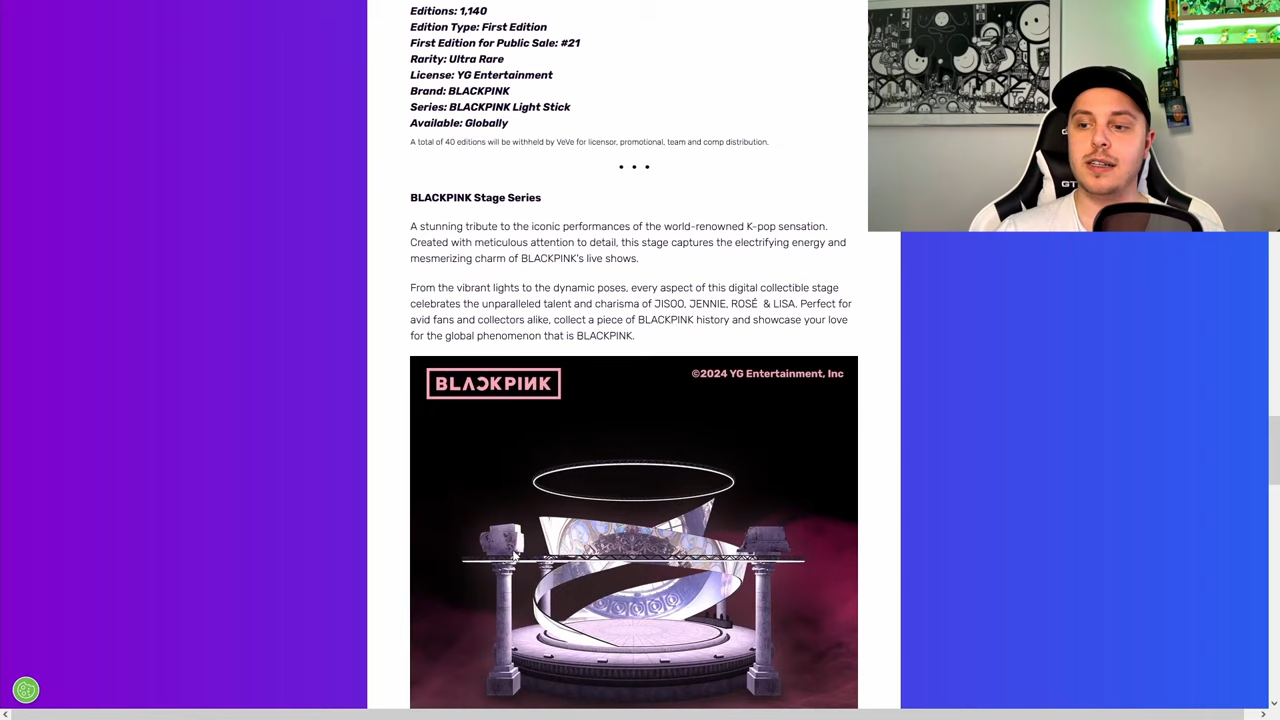 Editions: 1,140
Edition Type: First Edition
First Edition for Public Sale: #21
Rarity: Ultra Rare
License: YG Entertainment
Brand: BLACKPINK
Series: BLACKPINK Light Stick
Available: Globally
A total of 40 editions will be withheld by VeVe for licensor, promotional, team and comp distribution.
• • •
BLACKPINK Stage Series
A stunning tribute to the iconic performances of the world-renowned K-pop sensation.
Created with meticulous attention to detail, this stage captures the electrifying energy and
mesmerizing charm of BLACKPINK's live shows.
From the vibrant lights to the dynamic poses, every aspect of this digital collectible stage
celebrates the unparalleled talent and charisma of JISOO, JENNIE, ROSÉ & LISA. Perfect for
avid fans and collectors alike, collect a piece of BLACKPINK history and showcase your love
for the global phenomenon that is BLACKPINK.
BLACKPINK
©2024 YG Entertainment, Inc
GT